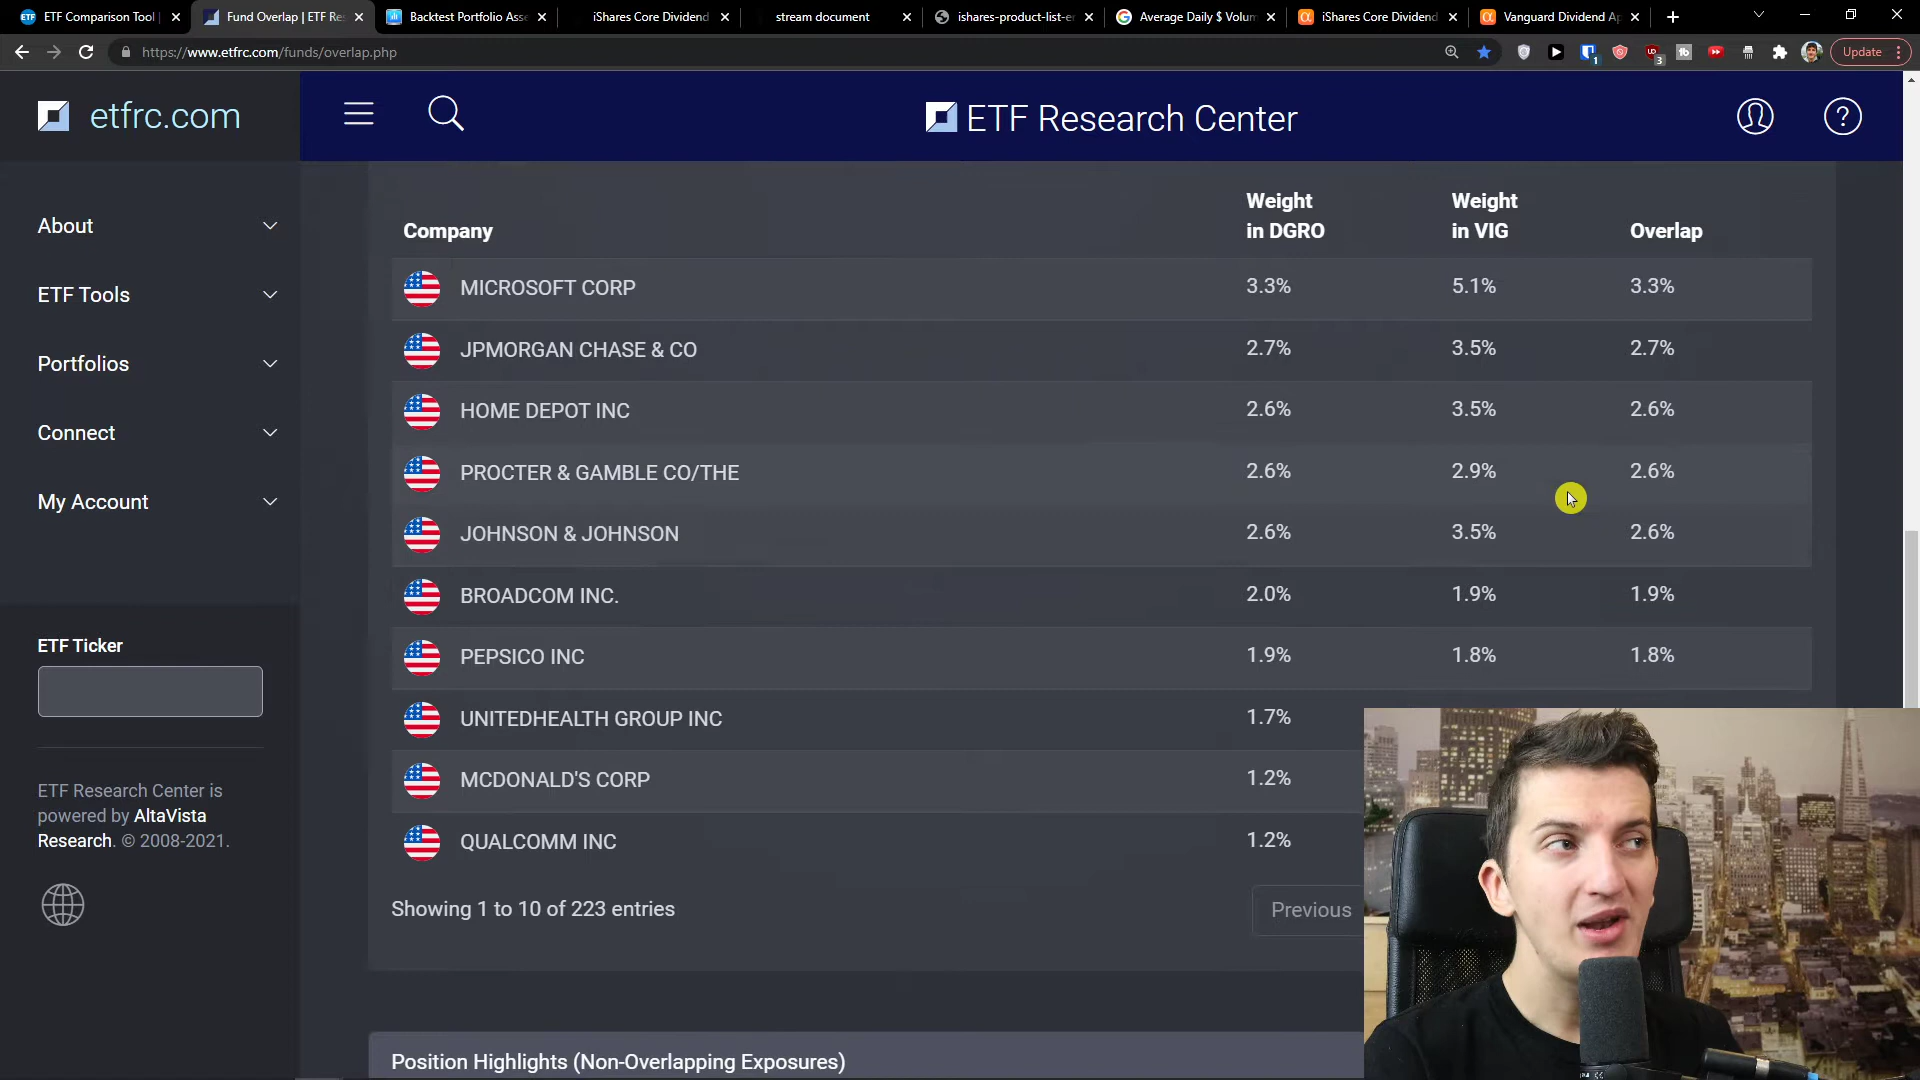 ETF Comparison Tool |
Fund Overlap | ETF Res
Backtest Portfolio Asse
iShares Core Dividend
stream document
ishares-product-list-en
Average Daily $ Volum
iShares Core Dividend
Vanguard Dividend Ap
https://www.etfrc.com/funds/overlap.php
1
3
Update
etfrc.com
ETF Research Center
?
About
ETF Tools
Portfolios
Connect
My Account
ETF Ticker
ETF Research Center is
powered by AltaVista
Research. © 2008-2021.
Company
Weight
in DGRO
Weight
in VIG
Overlap
MICROSOFT CORP 3.3% 5.1% 3.3%
JPMORGAN CHASE & CO 2.7% 3.5% 2.7%
HOME DEPOT INC 2.6% 3.5% 2.6%
PROCTER & GAMBLE CO/THE 2.6% 2.9% 2.6%
JOHNSON & JOHNSON 2.6% 3.5% 2.6%
BROADCOM INC. 2.0% 1.9% 1.9%
PEPSICO INC 1.9% 1.8% 1.8%
UNITEDHEALTH GROUP INC 1.7%
MCDONALD'S CORP 1.2%
QUALCOMM INC 1.2%
Showing 1 to 10 of 223 entries
Previous
Position Highlights (Non-Overlapping Exposures)